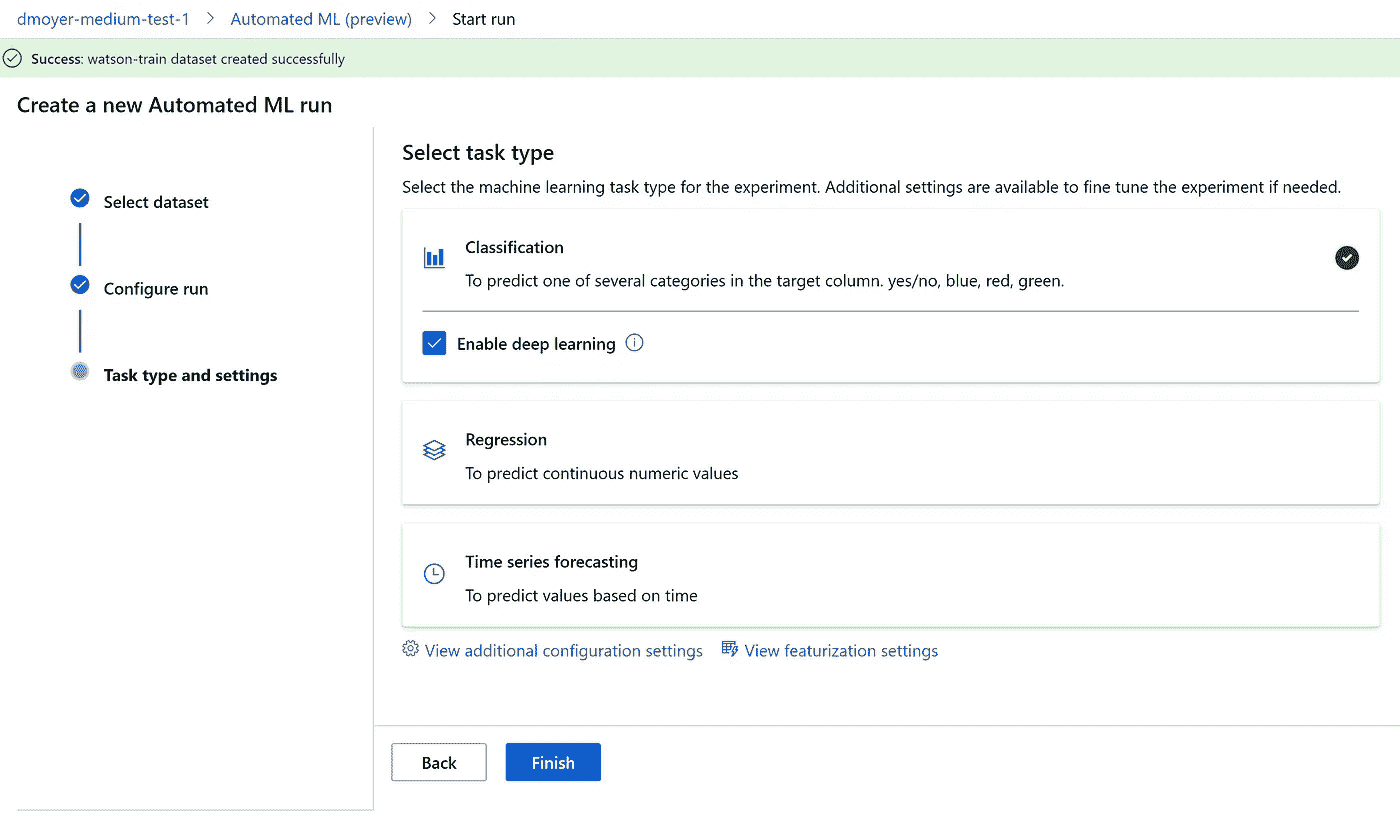 dmoyer-medium-test-1 > Automated ML (preview) > Start run
Success: watson-train dataset created successfully
Create a new Automated ML run
Select dataset
Configure run
Task type and settings
Select task type
Select the machine learning task type for the experiment. Additional settings are available to fine tune the experiment if needed.
Classification
To predict one of several categories in the target column. yes/no, blue, red, green.
Enable deep learning
Regression
To predict continuous numeric values
Time series forecasting
To predict values based on time
View additional configuration settings View featurization settings
Back Finish